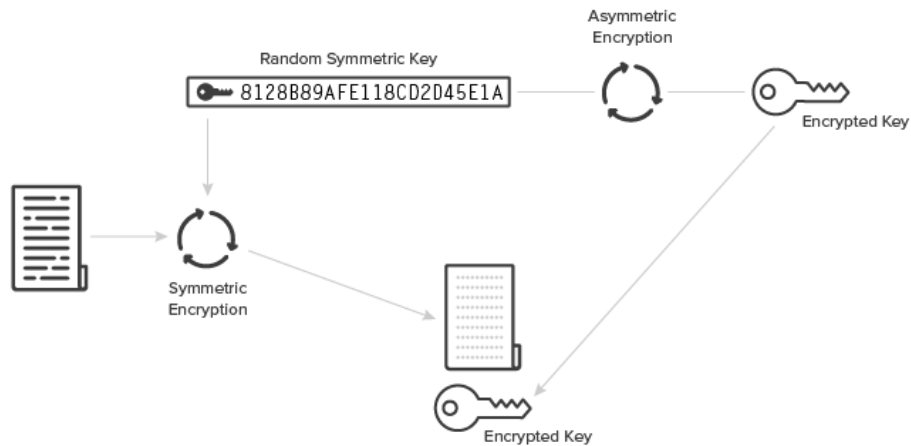 Asymmetric
Encryption
Random Symmetric Key
8128B89AFE118CD2D45E1A
Encrypted Key
Symmetric
Encryption
Encrypted Key